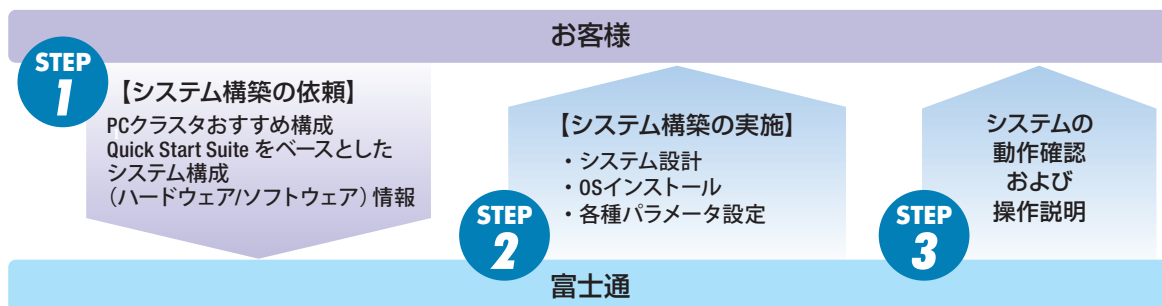 お客様
STEP
1
【システム構築の依頼】
PCクラスタおすすめ構成
Quick Start Suite をベースとした
システム構成
（ハードウェア/ソフトウェア）情報
STEP
2
【システム構築の実施】
・システム設計
・OSインストール
・各種パラメータ設定
STEP
3
システムの
動作確認
および
操作説明
富士通